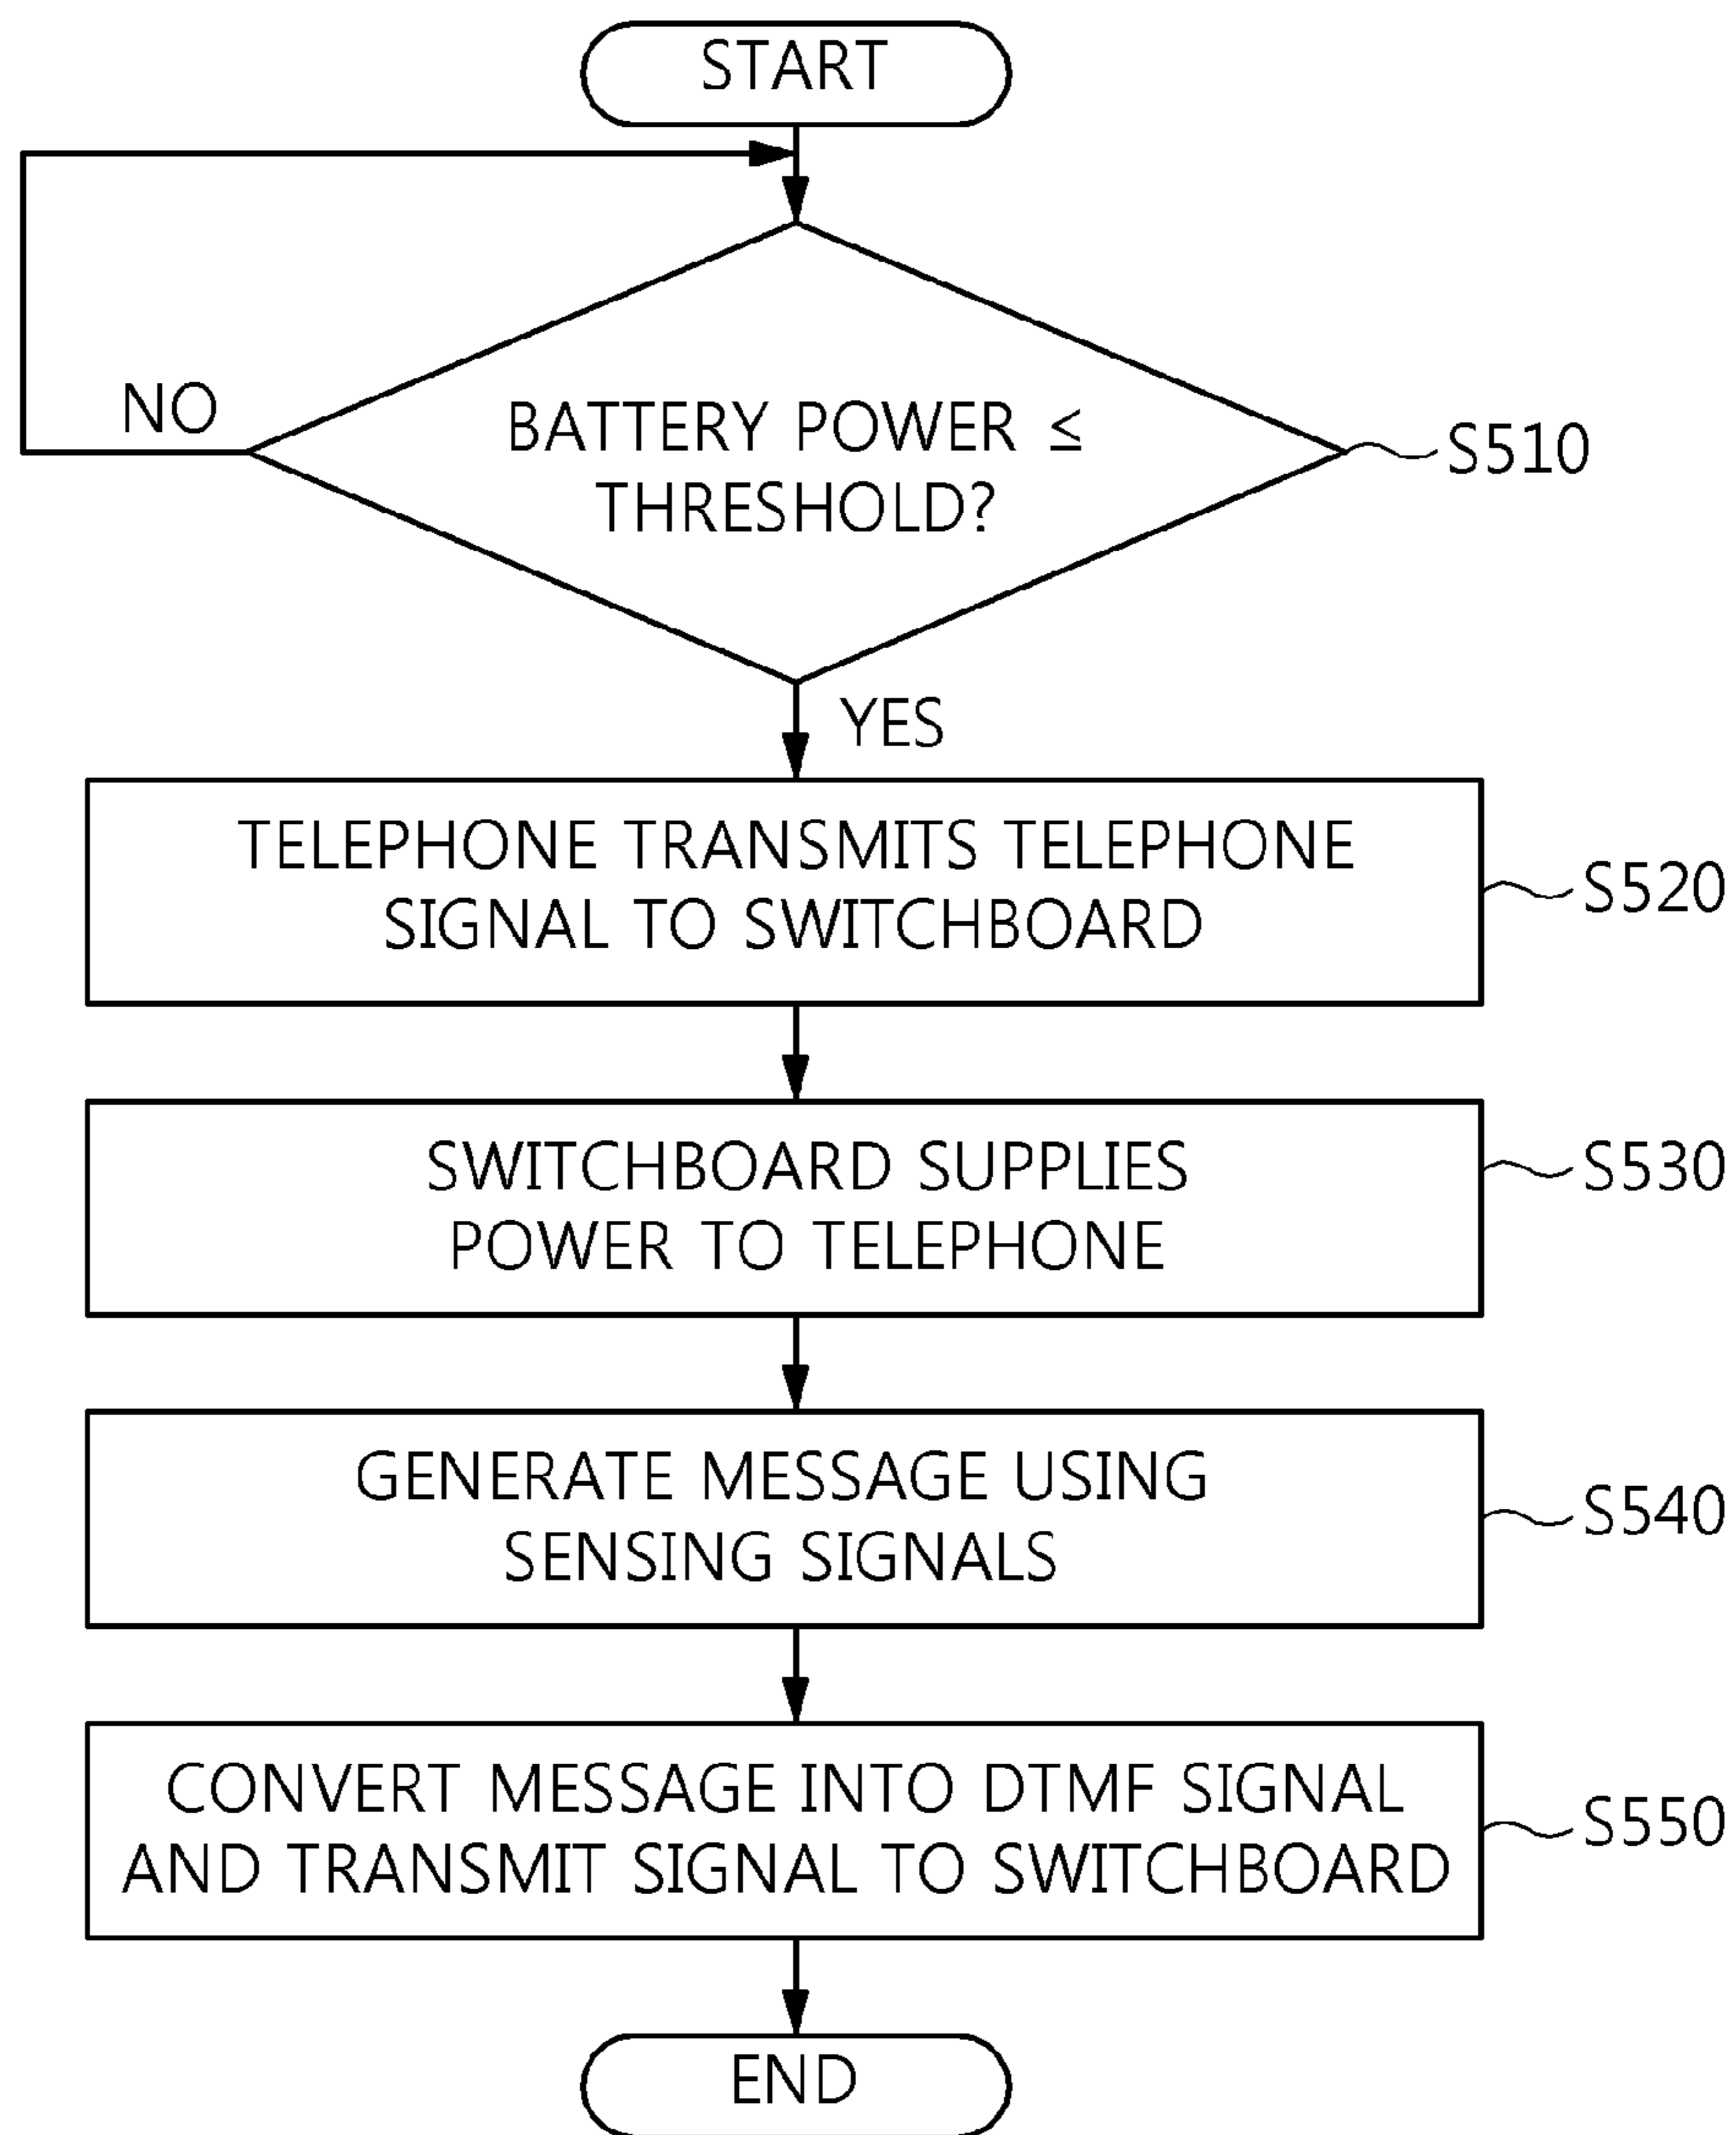 START
NO
BATTERY POWER ≤
THRESHOLD?
S510
YES
TELEPHONE TRANSMITS TELEPHONE
SIGNAL TO SWITCHBOARD
S520
SWITCHBOARD SUPPLIES
POWER TO TELEPHONE
S530
GENERATE MESSAGE USING
SENSING SIGNALS
S540
CONVERT MESSAGE INTO DTMF SIGNAL
AND TRANSMIT SIGNAL TO SWITCHBOARD
S550
END